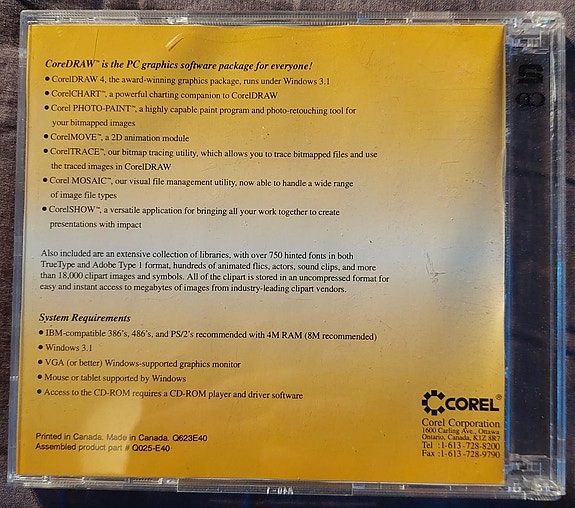 CoreDRAW™ is the PC graphics software package for everyone!
• CorelDRAW 4, the award-winning graphics package, runs under Windows 3.1
• CorelCHART™, a powerful charting companion to CorelDRAW
• Corel PHOTO-PAINT™, a highly capable paint program and photo-retouching tool for
your bitmapped images
• CorelMOVE™, a 2D animation module
• CorelTRACE™, our bitmap tracing utility, which allows you to trace bitmapped files and use
the traced images in CorelDRAW
• Corel MOSAIC™, our visual file management utility, now able to handle a wide range
of image file types
• CorelSHOW™, a versatile application for bringing all your work together to create
presentations with impact
Also included are an extensive collection of libraries, with over 750 hinted fonts in both
TrueType and Adobe Type 1 format, hundreds of animated flics, actors, sound clips, and more
than 18,000 clipart images and symbols. All of the clipart is stored in an uncompressed format for
easy and instant access to megabytes of images from industry-leading clipart vendors.
System Requirements
• IBM-compatible 386's, 486's, and PS/2's recommended with 4M RAM (8M recommended)
• Windows 3.1
• VGA (or better) Windows-supported graphics monitor
• Mouse or tablet supported by Windows
• Access to the CD-ROM requires a CD-ROM player and driver software
COREL®
Corel Corporation
1600 Carling Ave., Ottawa
Ontario, Canada, K1Z 8R7
Tel :1-613-728-8200
Fax :1-613-728-9790
Printed in Canada. Made in Canada. Q623E40
Assembled product part # Q025-E40
2
CD